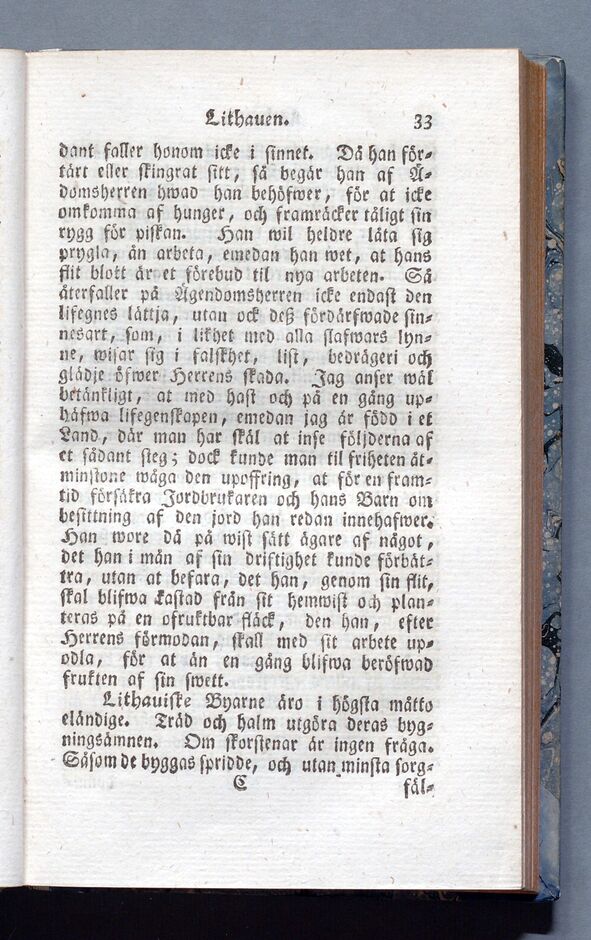 Lithauen. 33
dant faller honom icke i sinnet. Då han för-
tärt eller skingrat sitt, så begär han af Ä-
domsherren hwad han behöfwer, för at icke
omkomma af hunger, och framräcker tåligt sin
rygg för piskan. Han wil heldre låta sig
prygla, än arbeta, emedan han wet, at hans
flit blott är et förebud til nya arbeten. Så
återfaller på Ägendomsherren icke endast den
lifegnes lättja, utan ock deß fördärfwade sin-
nesart, som, i likhet med alla slafwars lyn-
ne, wisar sig i falskhet, list, bedrägeri och
glädje öfwer Herrens skada. Jag anser wäl
betänkligt, at med hast och på en gång up-
häfwa lifegenskapen, emedan jag är född i et
Land, där man har skäl at inse följderna af
et sådant steg; dock kunde man til friheten åt-
minstone wåga den upoffring, at för en fram-
tid försäkra Jordbrukaren och hans Barn om
besittning af den jord han redan innehafwer.
Han wore då på wist sätt ägare af något,
det han i mån af sin driftighet kunde förbät-
tra, utan at befara, det han, genom sin flit,
skal blifwa kastad från sit hemwist och plan-
teras på en ofruktbar fläck, den han, efter
Herrens förmodan, skall med sit arbete up-
odla, för at än en gång blifwa beröfwad
frukten af sin swett.
Lithauiske Byarne äro i högsta måtto
eländige. Träd och halm utgöra deras byg-
ningsämnen. Om skorstenar är ingen fråga.
Såsom de byggas spridde, och utan minsta sorg-
C fäl-